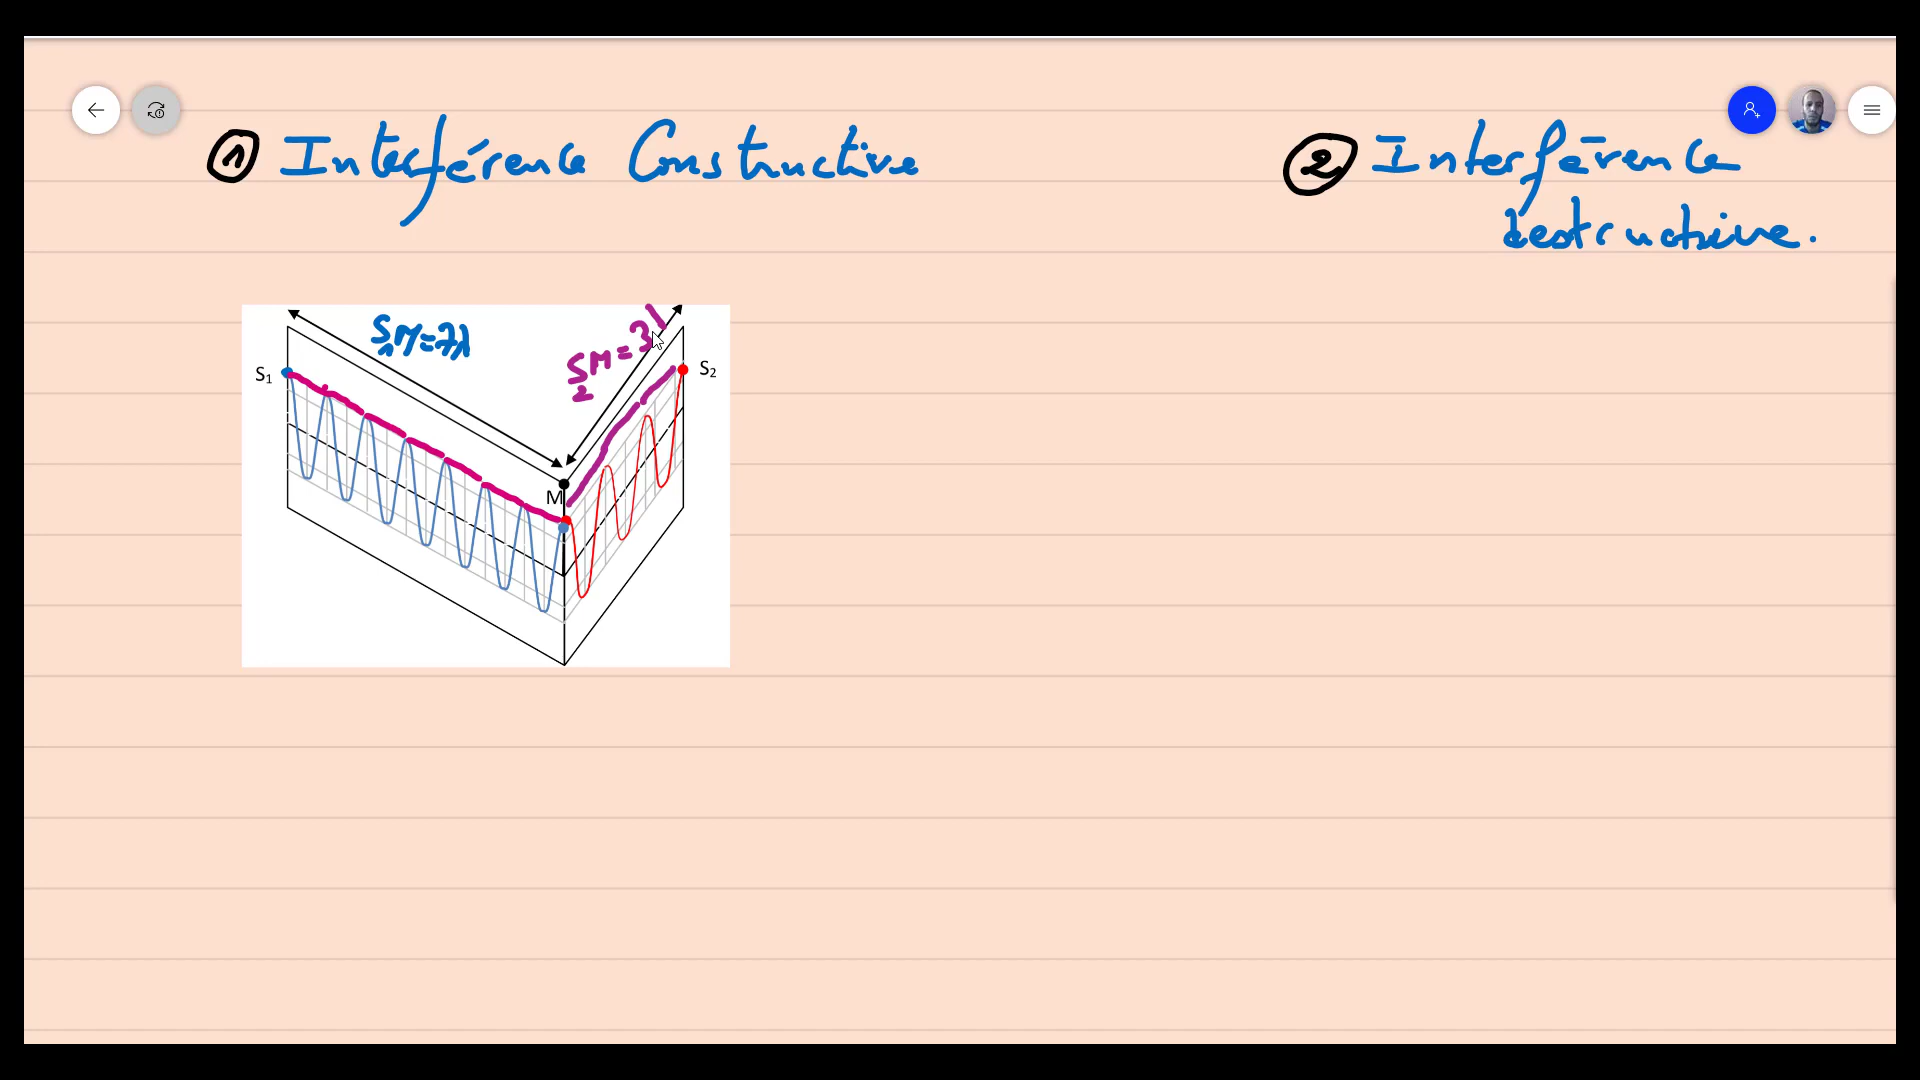 ① Interférence Constructive
② Interférence
destructive.
S₁M=7λ
S₂M=3λ
S₁
S₂
M